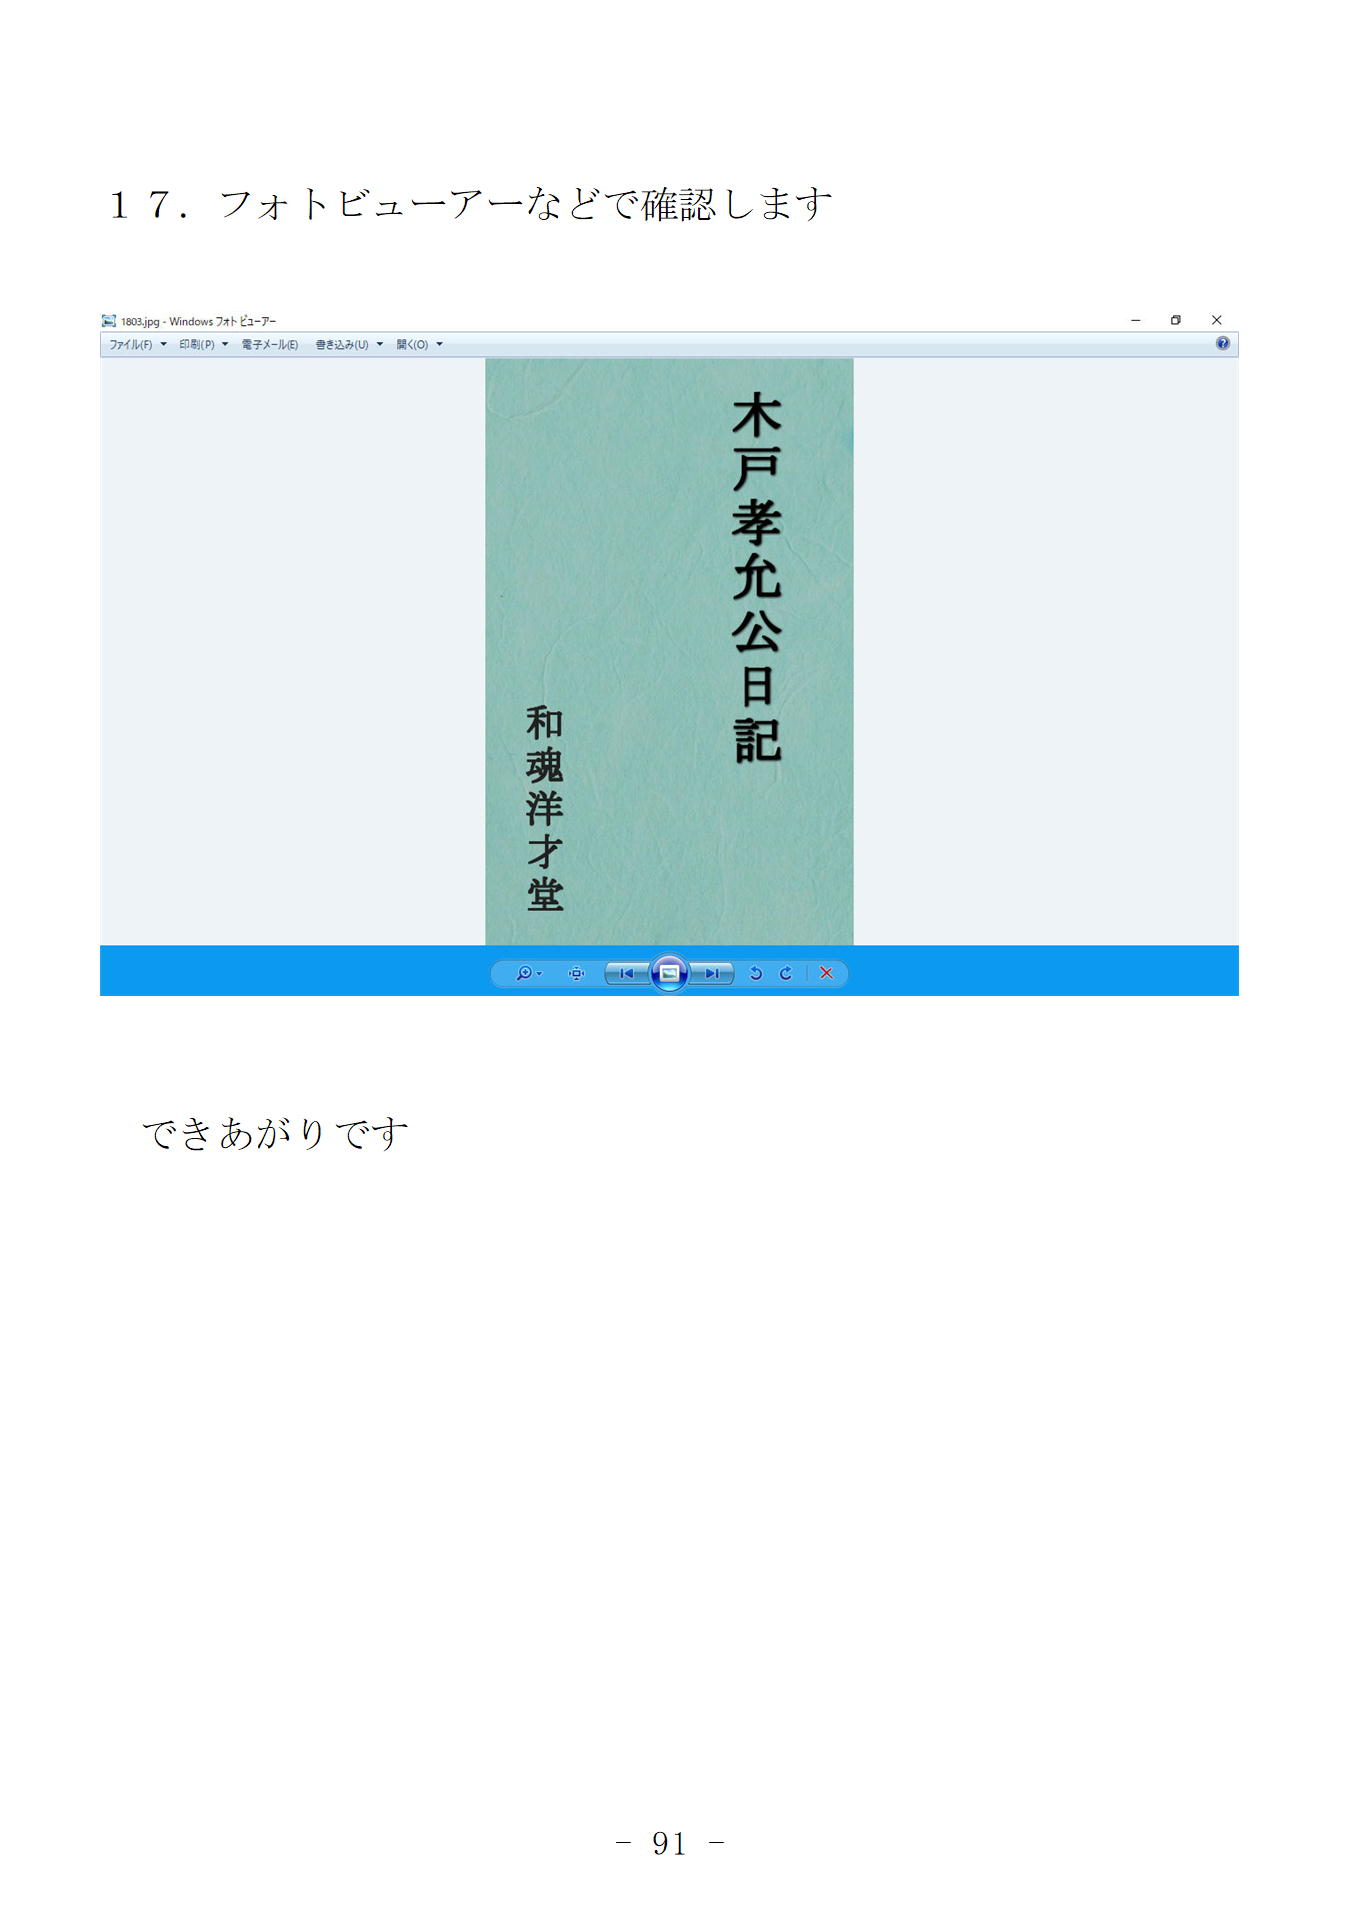 １７．フォトビューアーなどで確認します
1803.jpg - Windows フォト ビューアー
ファイル(F) 印刷(P) 電子メール(E) 書き込み(U) 開く(O)
木戸孝允公日記
和魂洋才堂
できあがりです
- 91 -